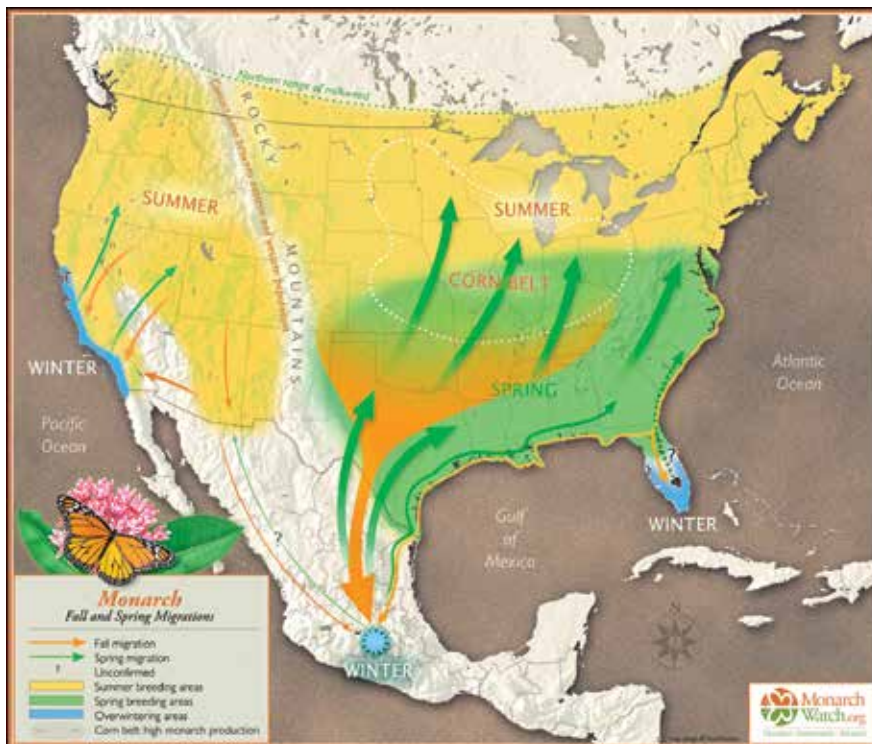 Northern range of milkweed
ROCKY
MOUNTAINS
SUMMER
SUMMER
CORN BELT
SPRING
WINTER
Pacific
Ocean
Atlantic
Ocean
Gulf
of
Mexico
?
?
WINTER
WINTER
N
Monarch
Fall and Spring Migrations
Fall migration
Spring migration
? Unconfirmed
Summer breeding areas
Spring breeding areas
Overwintering areas
Corn belt high monarch production
Monarch
Watch.org